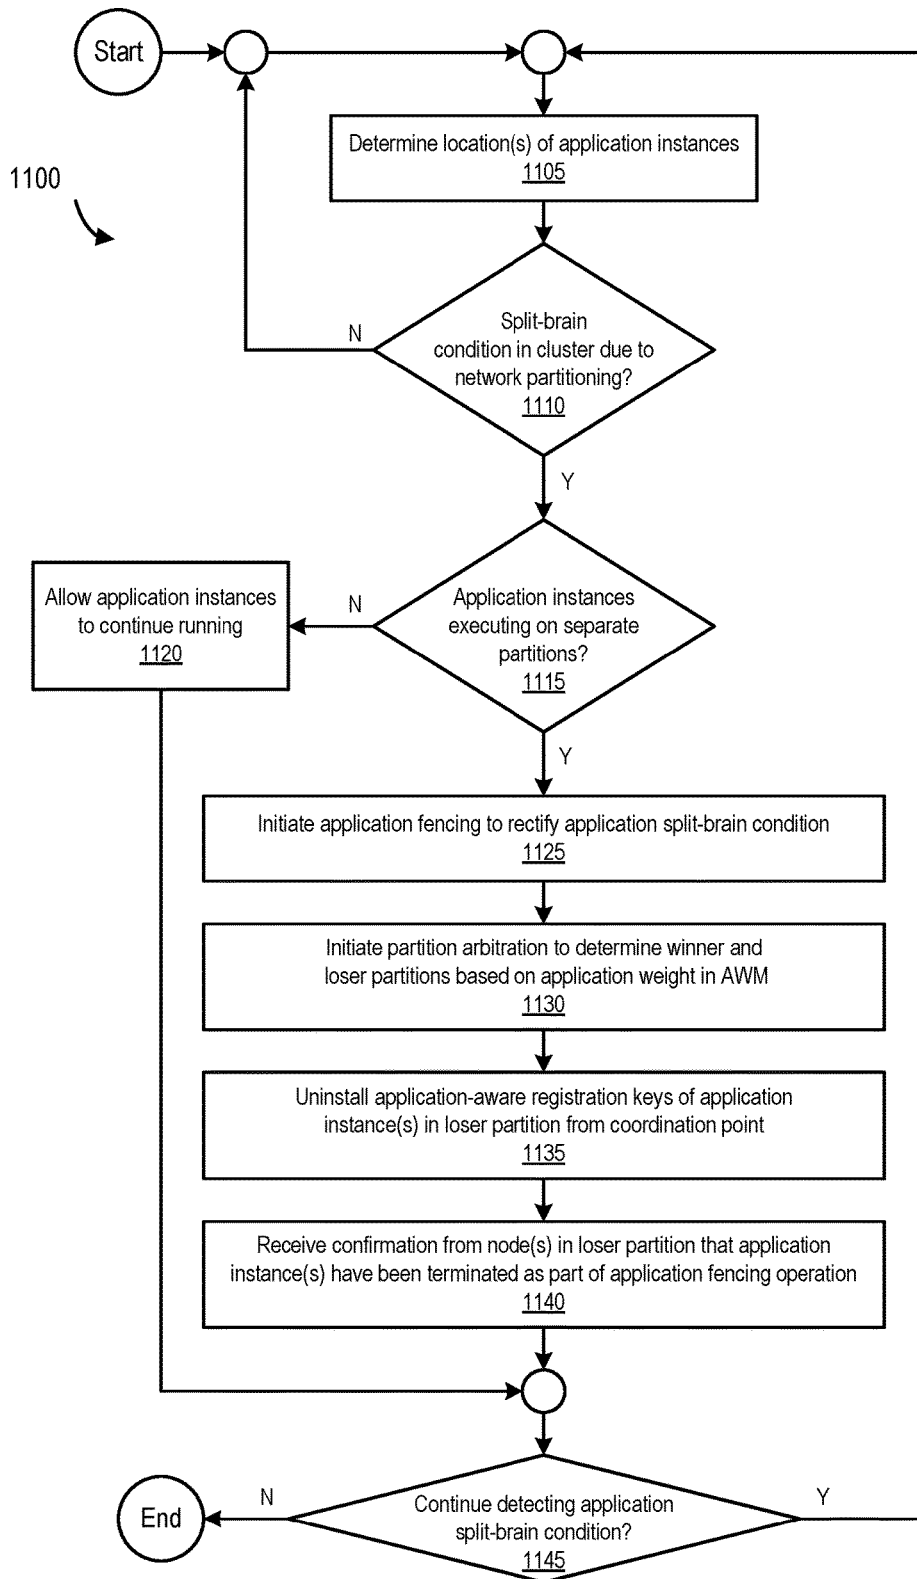 Start
Determine location(s) of application instances
1105
1100
Split-brain
condition in cluster due to
network partitioning?
1110
N
Y
Application instances
executing on separate
partitions?
1115
N
Allow application instances
to continue running
1120
Y
Initiate application fencing to rectify application split-brain condition
1125
Initiate partition arbitration to determine winner and
loser partitions based on application weight in AWM
1130
Uninstall application-aware registration keys of application
instance(s) in loser partition from coordination point
1135
Receive confirmation from node(s) in loser partition that application
instance(s) have been terminated as part of application fencing operation
1140
Continue detecting application
split-brain condition?
1145
N
Y
End